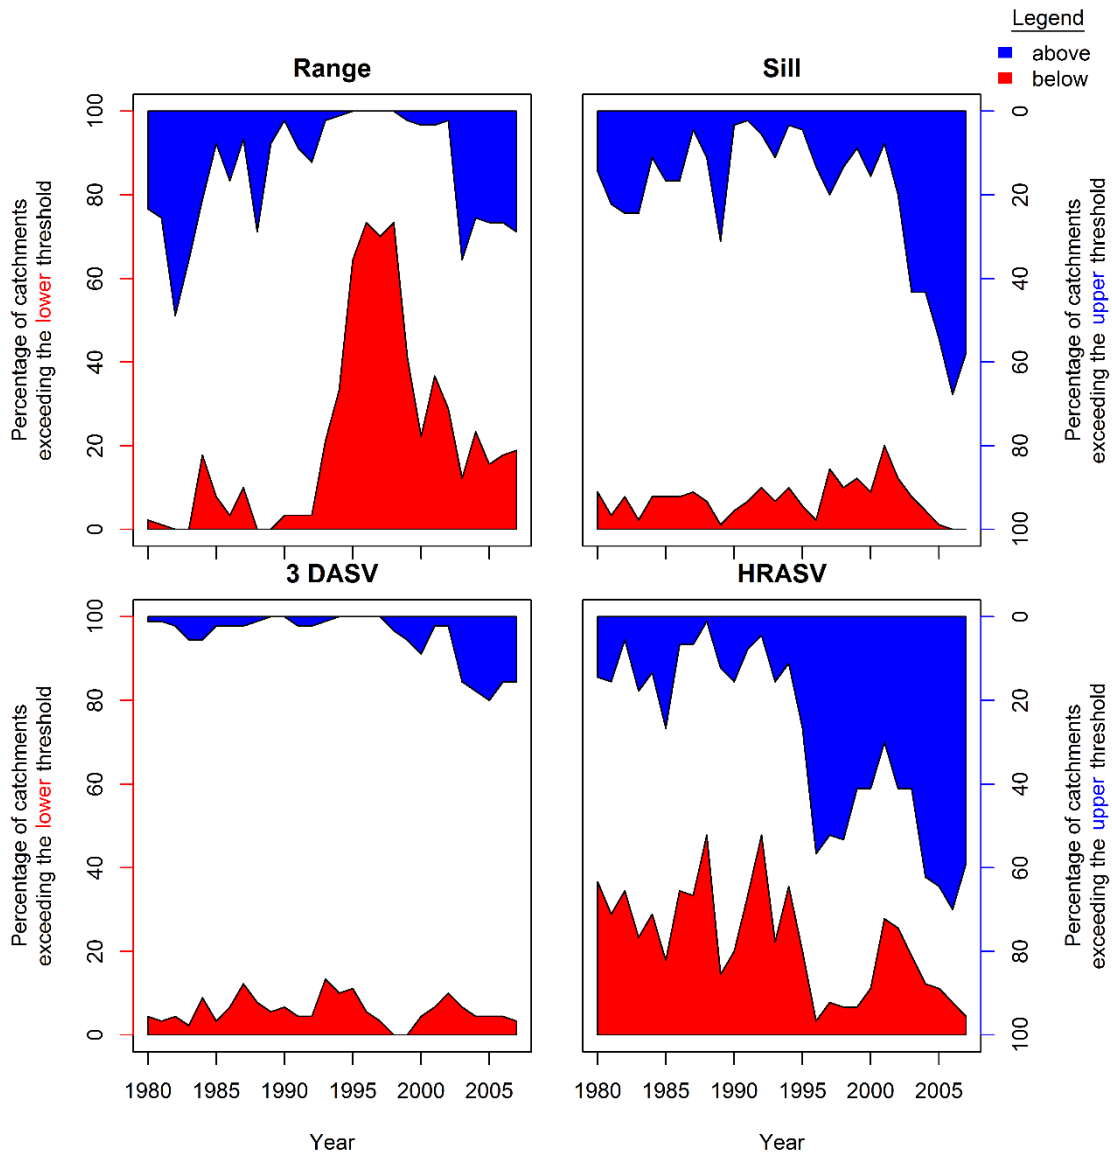 Legend
above
below
Range
Sill
100
80
60
40
20
0
Percentage of catchments
exceeding the lower threshold
0
20
40
60
80
100
Percentage of catchments
exceeding the upper threshold
3 DASV
HRASV
100
80
60
40
20
0
Percentage of catchments
exceeding the lower threshold
0
20
40
60
80
100
Percentage of catchments
exceeding the upper threshold
1980 1985 1990 1995 2000 2005
1980 1985 1990 1995 2000 2005
Year
Year